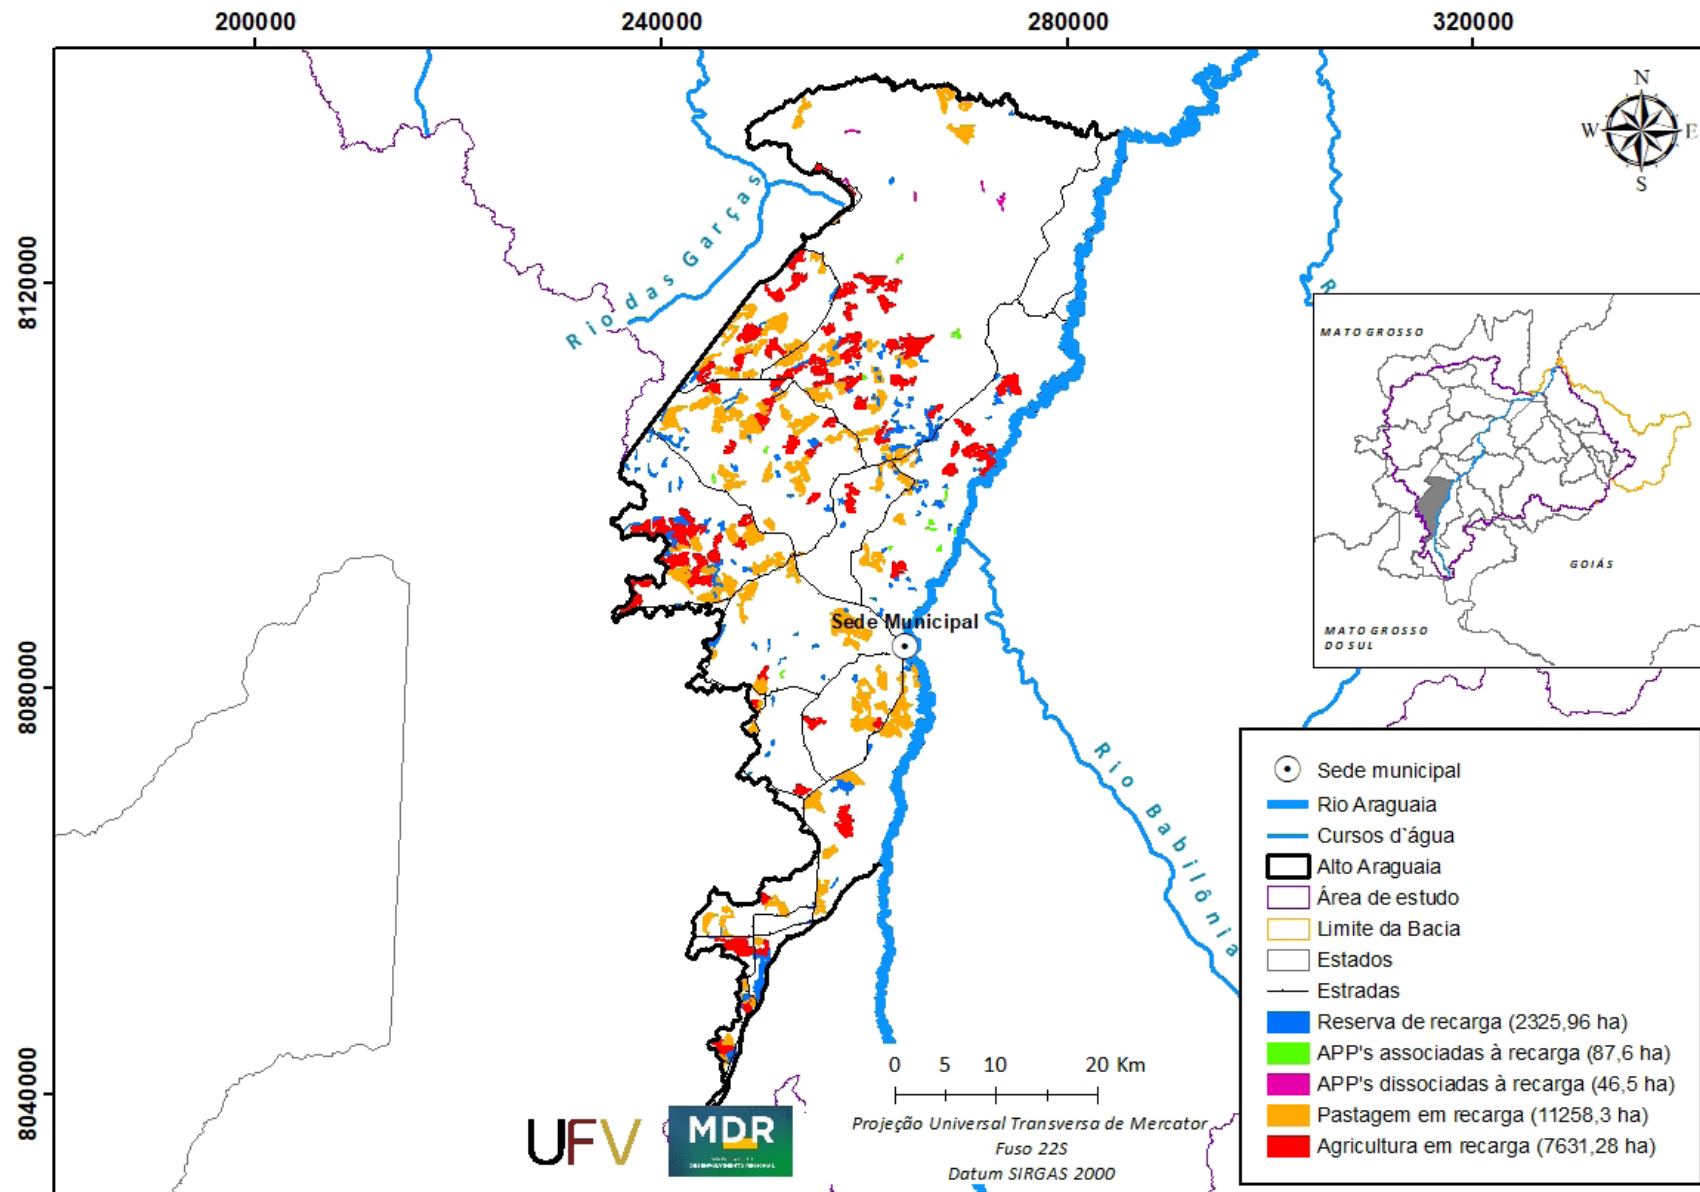 200000
240000
280000
320000
N
W
E
S
8120000
8080000
8040000
Rio das Garças
R
Sede Municipal
Rio Babilônia
MATO GROSSO
GOIÁS
MATO GROSSO
DO SUL
Sede municipal
Rio Araguaia
Cursos d`água
Alto Araguaia
Área de estudo
Limite da Bacia
Estados
Estradas
Reserva de recarga (2325,96 ha)
APP's associadas à recarga (87,6 ha)
APP's dissociadas à recarga (46,5 ha)
Pastagem em recarga (11258,3 ha)
Agricultura em recarga (7631,28 ha)
0 5 10 20 Km
Projeção Universal Transversa de Mercator
Fuso 22S
Datum SIRGAS 2000
UFV
MDR
DESENVOLVIMENTO REGIONAL